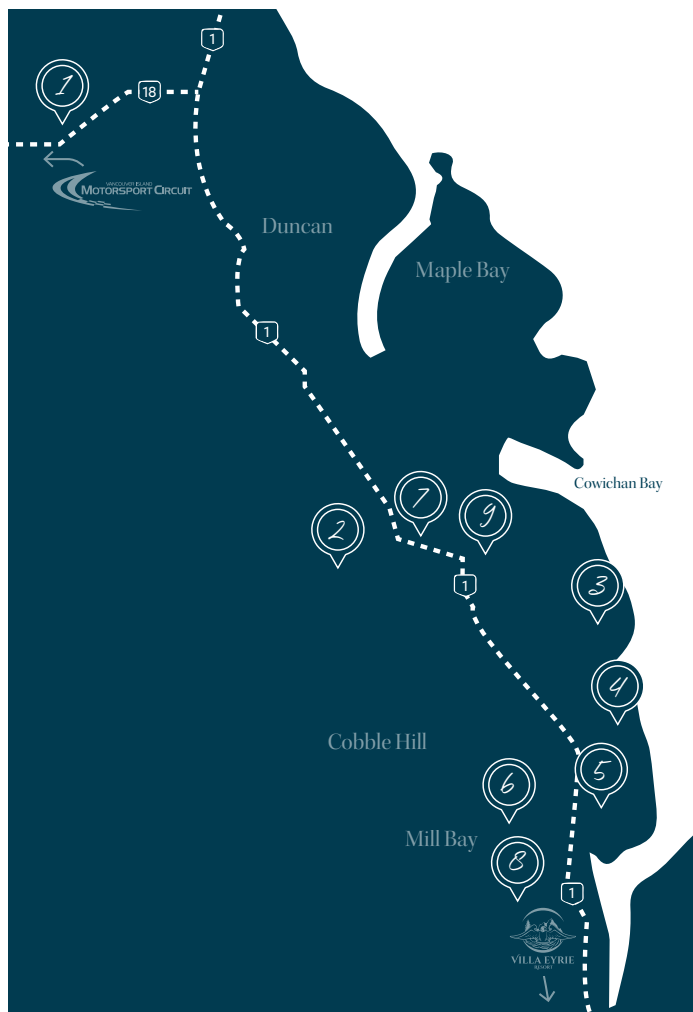 1
1
18
VANCOUVER ISLAND
MOTORSPORT CIRCUIT
Duncan
Maple Bay
1
Cowichan Bay
7
9
2
3
1
4
Cobble Hill
5
6
Mill Bay
8
1
VILLA EYRIE
RESORT